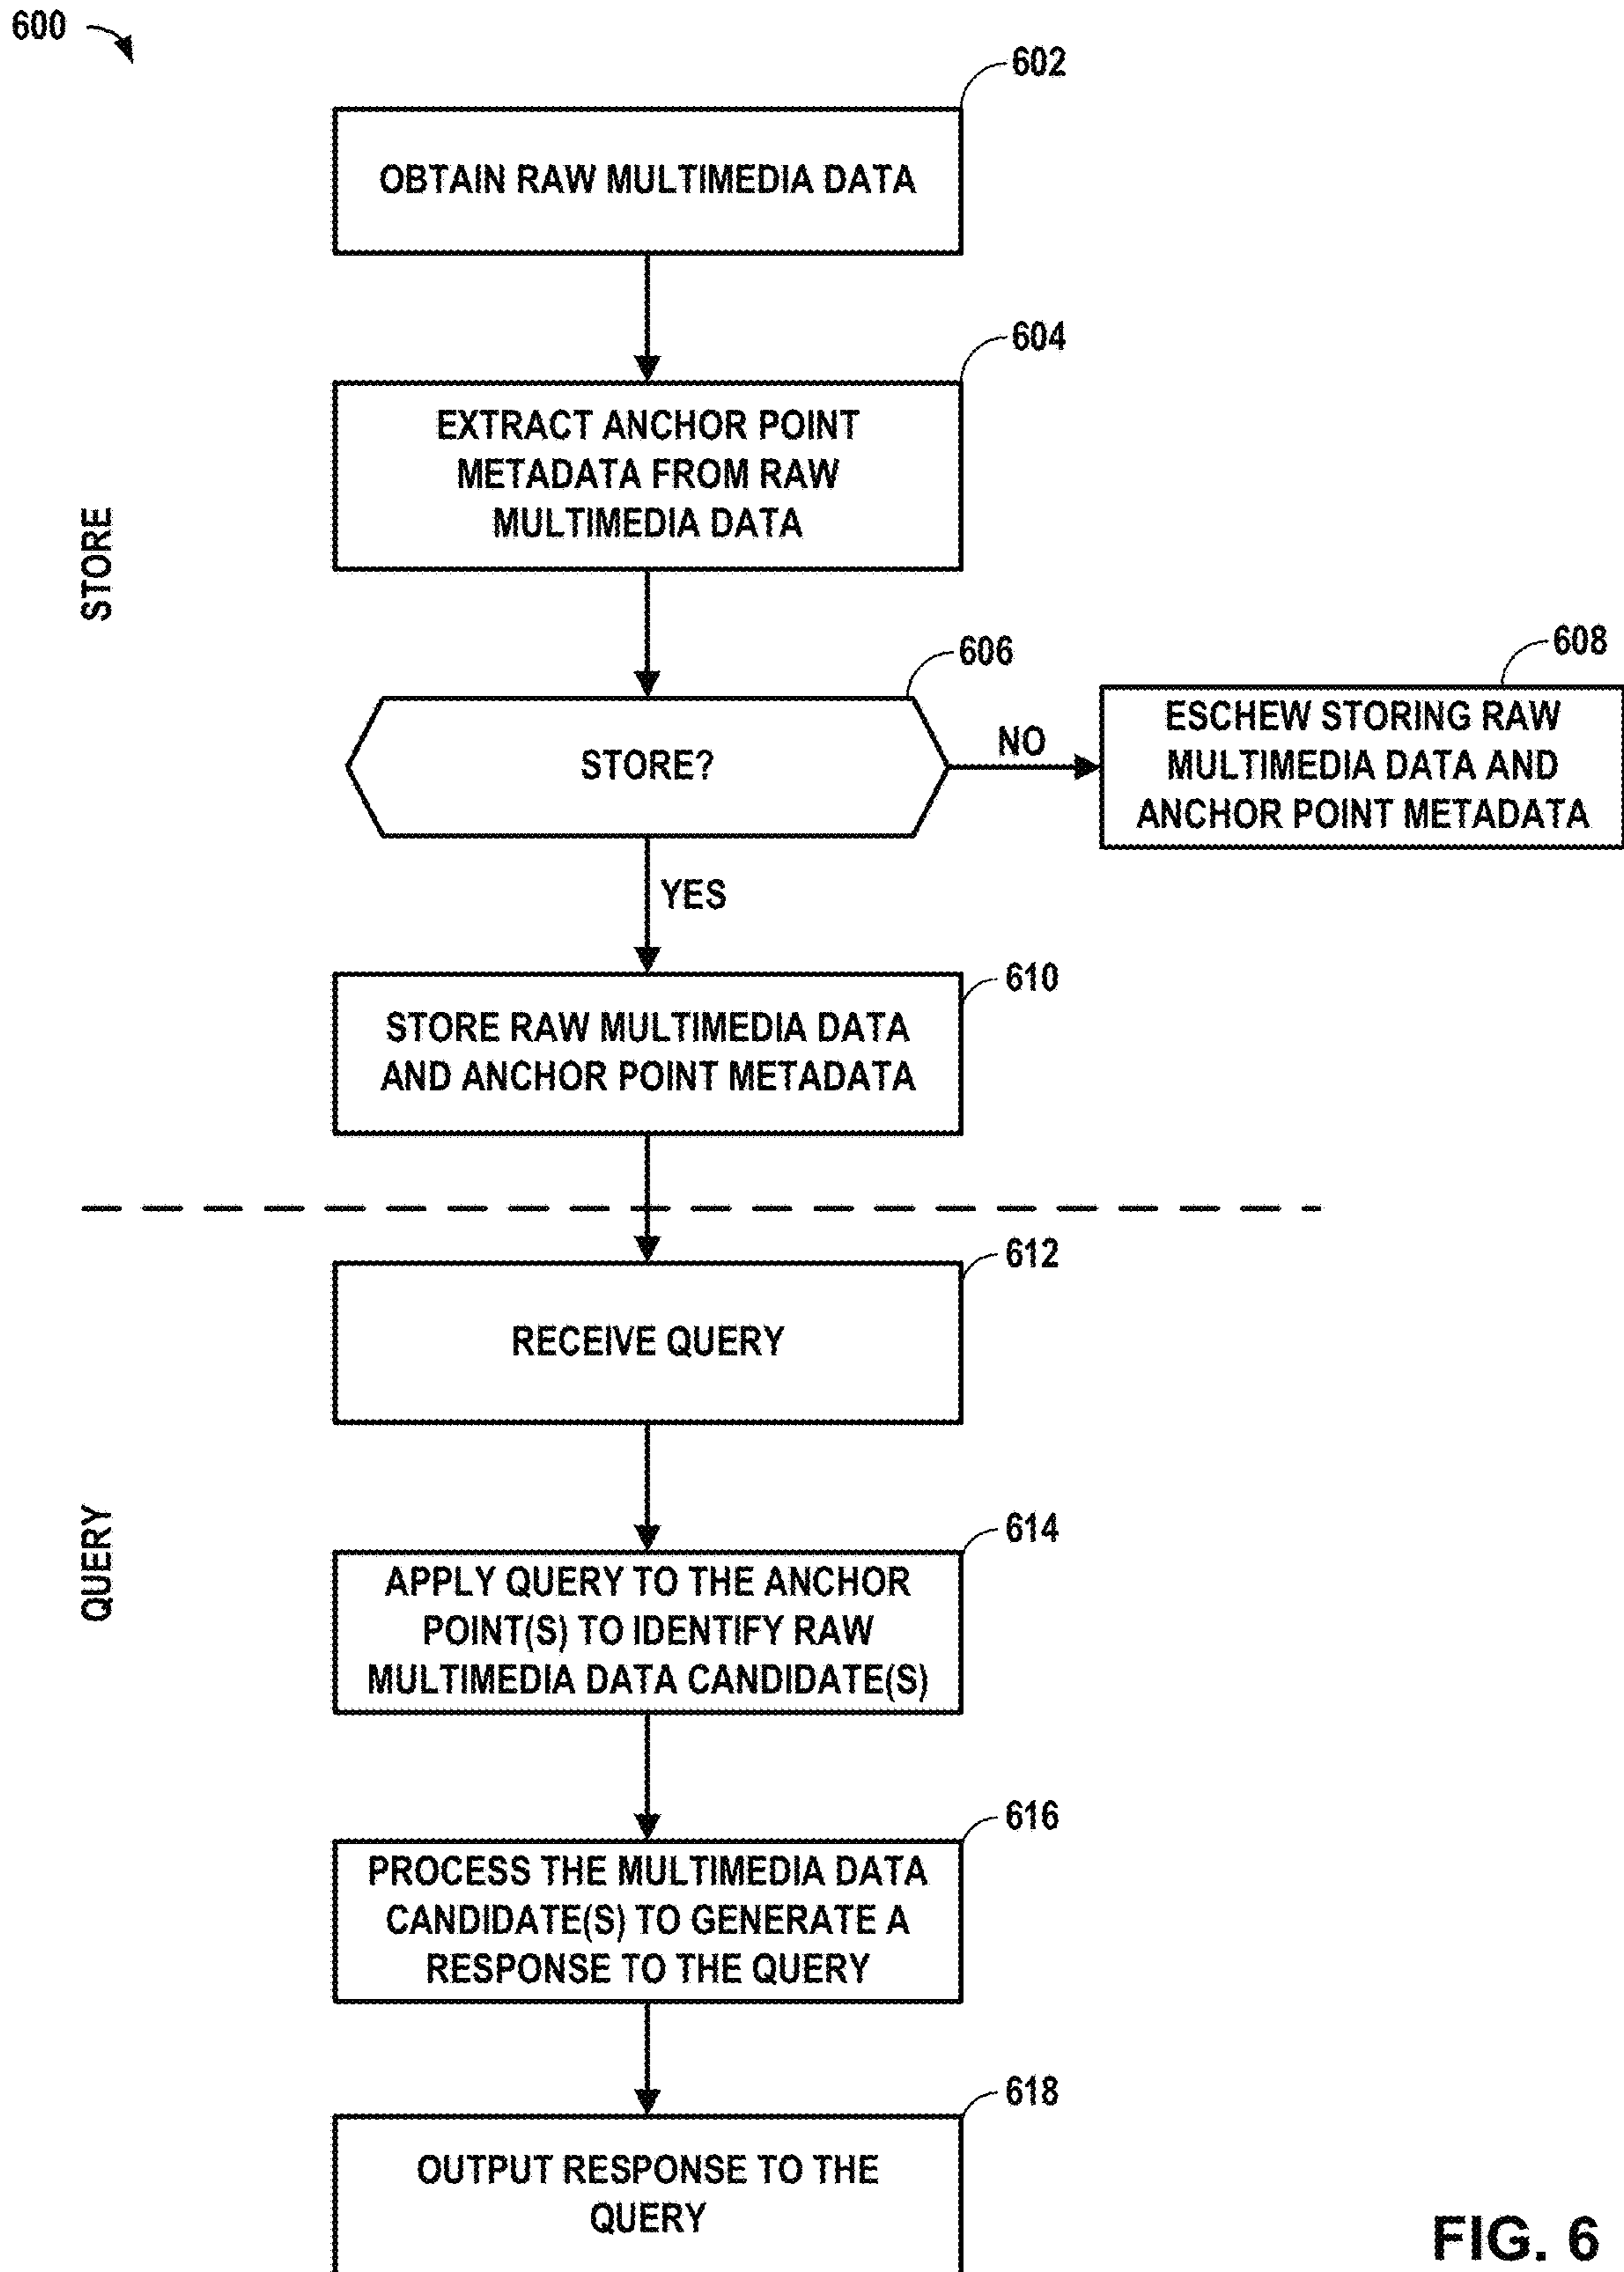 600
602
OBTAIN RAW MULTIMEDIA DATA
604
EXTRACT ANCHOR POINT
METADATA FROM RAW
MULTIMEDIA DATA
STORE
606
STORE?
NO
608
ESCHEW STORING RAW
MULTIMEDIA DATA AND
ANCHOR POINT METADATA
YES
610
STORE RAW MULTIMEDIA DATA
AND ANCHOR POINT METADATA
612
RECEIVE QUERY
QUERY
614
APPLY QUERY TO THE ANCHOR
POINT(S) TO IDENTIFY RAW
MULTIMEDIA DATA CANDIDATE(S)
616
PROCESS THE MULTIMEDIA DATA
CANDIDATE(S) TO GENERATE A
RESPONSE TO THE QUERY
618
OUTPUT RESPONSE TO THE
QUERY
FIG. 6